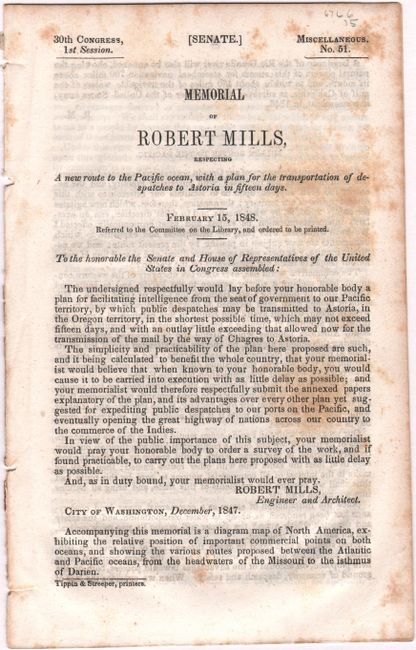 30th Congress,
1st Session.
[SENATE.]
Miscellaneous.
No. 51.
MEMORIAL
OF
ROBERT MILLS,
RESPECTING
A new route to the Pacific ocean, with a plan for the transportation of de-
spatches to Astoria in fifteen days.
February 15, 1848.
Referred to the Committee on the Library, and ordered to be printed.
To the honorable the Senate and House of Representatives of the United
States in Congress assembled:
The undersigned respectfully would lay before your honorable body a
plan for facilitating intelligence from the seat of government to our Pacific
territory, by which public despatches may be transmitted to Astoria, in
the Oregon territory, in the shortest possible time, which may not exceed
fifteen days, and with an outlay little exceeding that allowed now for the
transmission of the mail by the way of Chagres to Astoria.
The simplicity and practicability of the plan here proposed are such,
and it being calculated to benefit the whole country, that your memorial-
ist would believe that when known to your honorable body, you would
cause it to be carried into execution with as little delay as possible; and
your memorialist would therefore respectfully submit the annexed papers
explanatory of the plan, and its advantages over every other plan yet sug-
gested for expediting public despatches to our ports on the Pacific, and
eventually opening the great highway of nations across our country to
the commerce of the Indies.
In view of the public importance of this subject, your memorialist
would pray your honorable body to order a survey of the work, and if
found practicable, to carry out the plans here proposed with as little delay
as possible.
And, as in duty bound, your memorialist would ever pray.
ROBERT MILLS,
Engineer and Architect.
City of Washington, December, 1847.
Accompanying this memorial is a diagram map of North America, ex-
hibiting the relative position of important commercial points on both
oceans, and showing the various routes proposed between the Atlantic
and Pacific oceans, from the headwaters of the Missouri to the isthmus
of Darien.
Tippin & Streeper, printers.